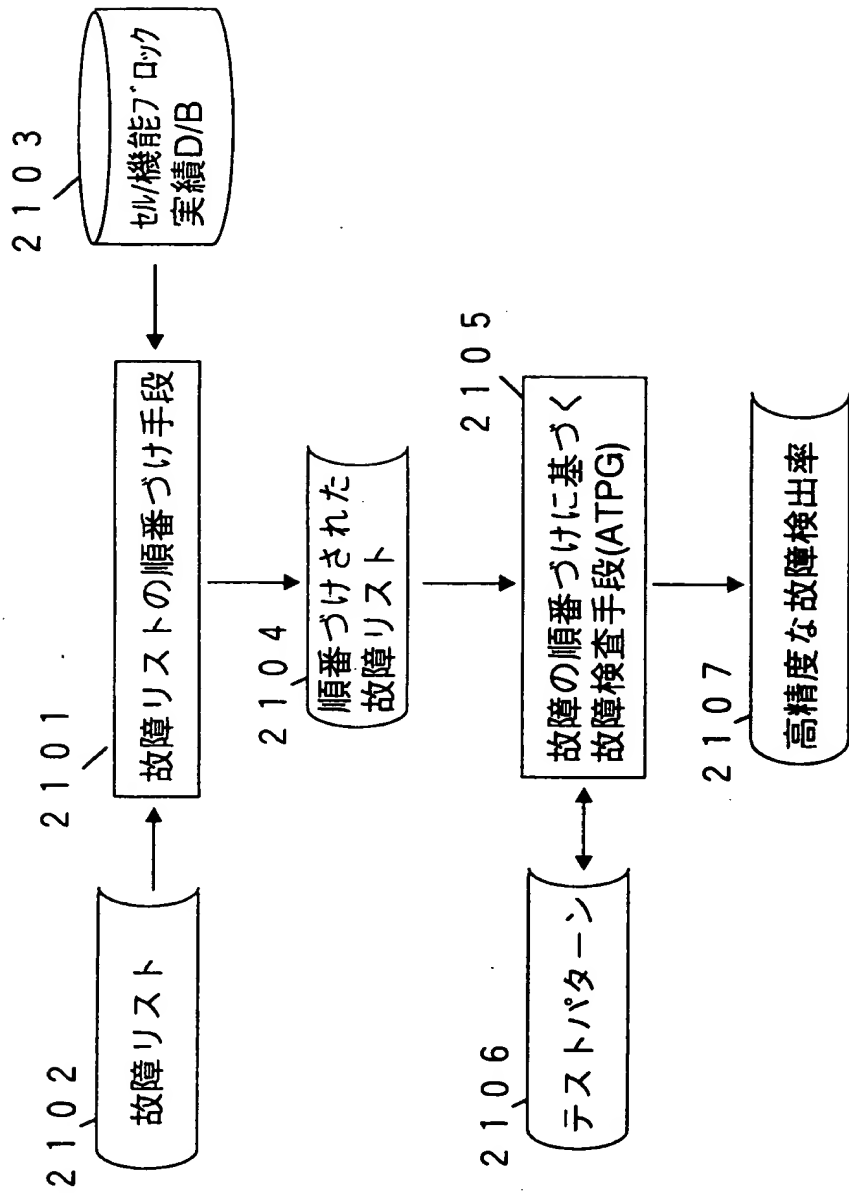 2102
故障リスト
2101
故障リストの順番づけ手段
2103
ｾﾙ/機能ﾌﾞﾛｯｸ
実績D/B
2104
順番づけされた
故障リスト
2106
テストパターン
2105
故障の順番づけに基づく
故障検査手段(ATPG)
2107
高精度な故障検出率